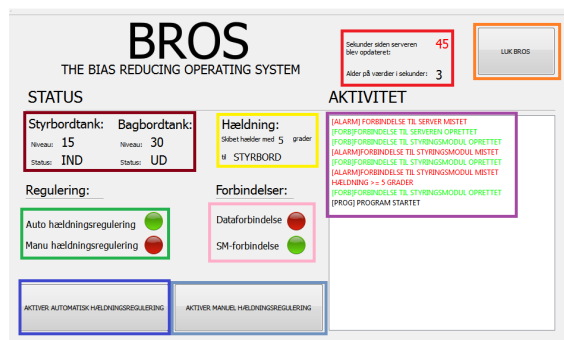 BROS
THE BIAS REDUCING OPERATING SYSTEM
Sekunder siden serveren
blev opdateret:
45
Alder på værdier i sekunder:
3
LUK BROS
STATUS
Styrbordtank:
Niveau: 15
Status: IND
Bagbordtank:
Niveau: 30
Status: UD
Hældning:
Skibet hælder med 5 grader
til STYRBORD
Regulering:
Auto hældningsregulering
Manu hældningsregulering
Forbindelser:
Dataforbindelse
SM-forbindelse
AKTIVER AUTOMATISK HÆLDNINGSREGULERING
AKTIVER MANUEL HÆLDNINGSREGULERING
AKTIVITET
[ALARM] FORBINDELSE TIL SERVER MISTET
[FORB]FORBINDELSE TIL SERVEREN OPRETTET
[FORB]FORBINDELSE TIL STYRINGSMODUL OPRETTET
[ALARM]FORBINDELSE TIL STYRINGSMODUL MISTET
[FORB]FORBINDELSE TIL STYRINGSMODUL OPRETTET
[ALARM]FORBINDELSE TIL STYRINGSMODUL MISTET
HÆLDNING >= 5 GRADER
[FORB]FORBINDELSE TIL STYRINGSMODUL OPRETTET
[PROG] PROGRAM STARTET